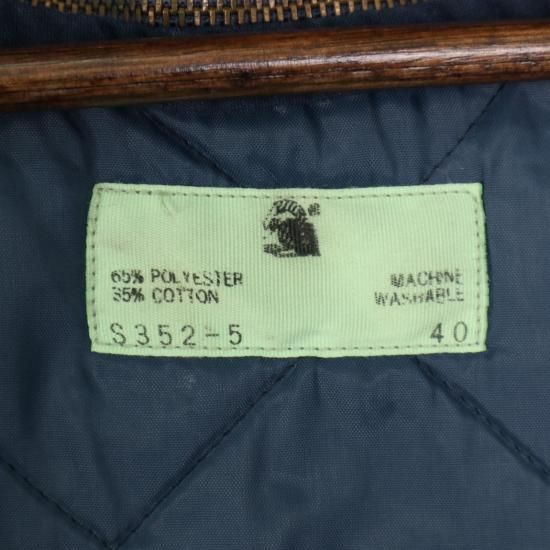 65% POLYESTER
35% COTTON
MACHINE
WASHABLE
S352-5
40